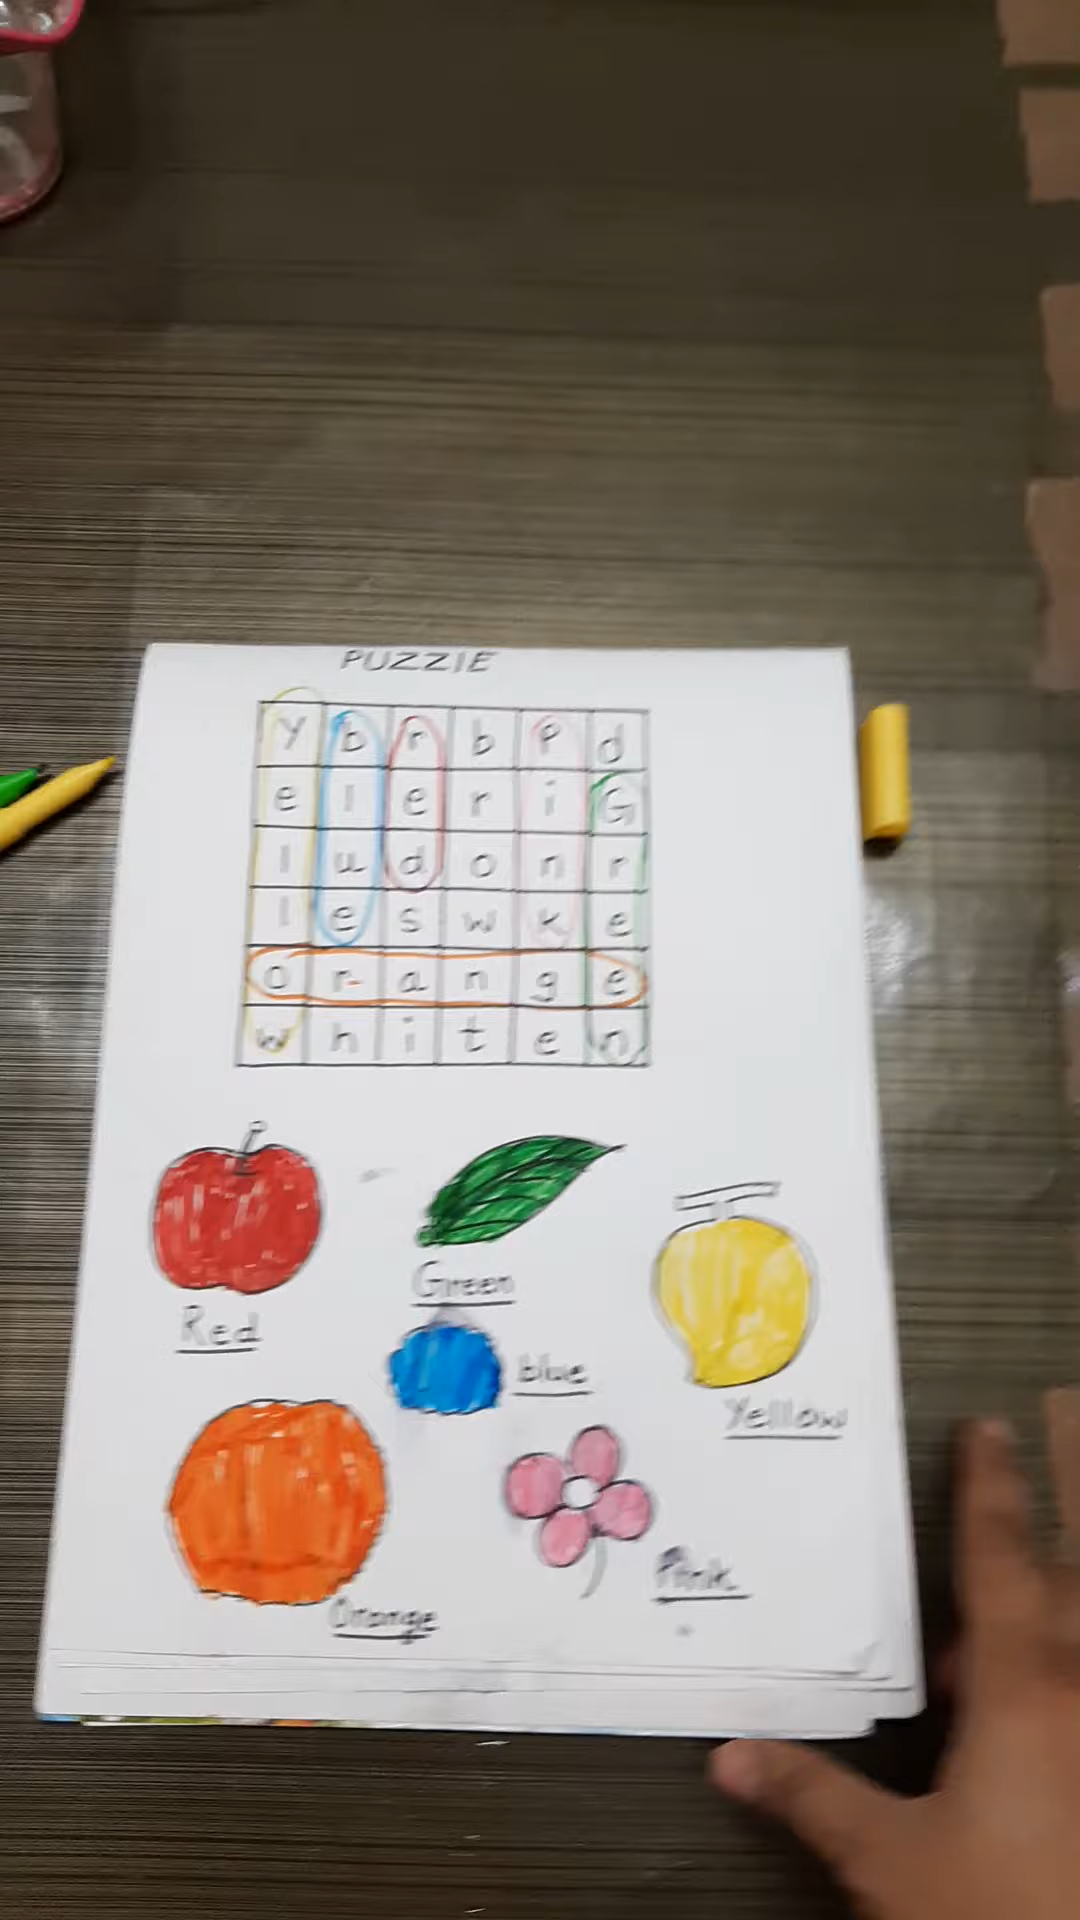 PUZZIE
y b r b P d
e l e r i G
l u d o n r
l e s w k e
o r a n g e
w h i t e n
Green
Red
blue
Yellow
Pink
Orange